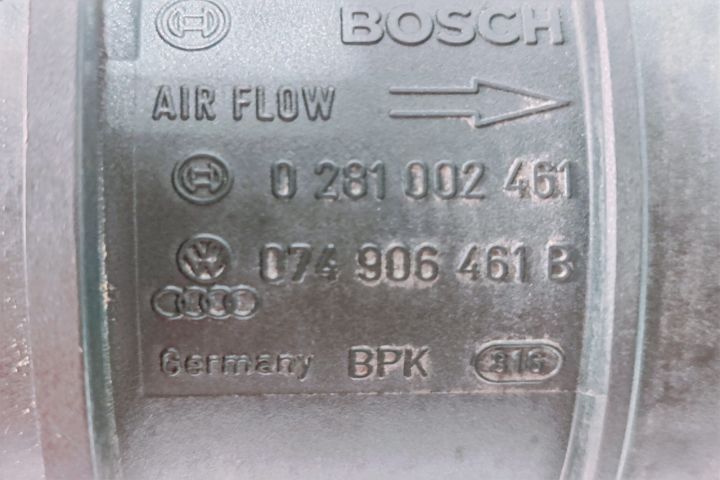 BOSCH
AIR FLOW
0 281 002 461
074 906 461 B
Germany BPK 316